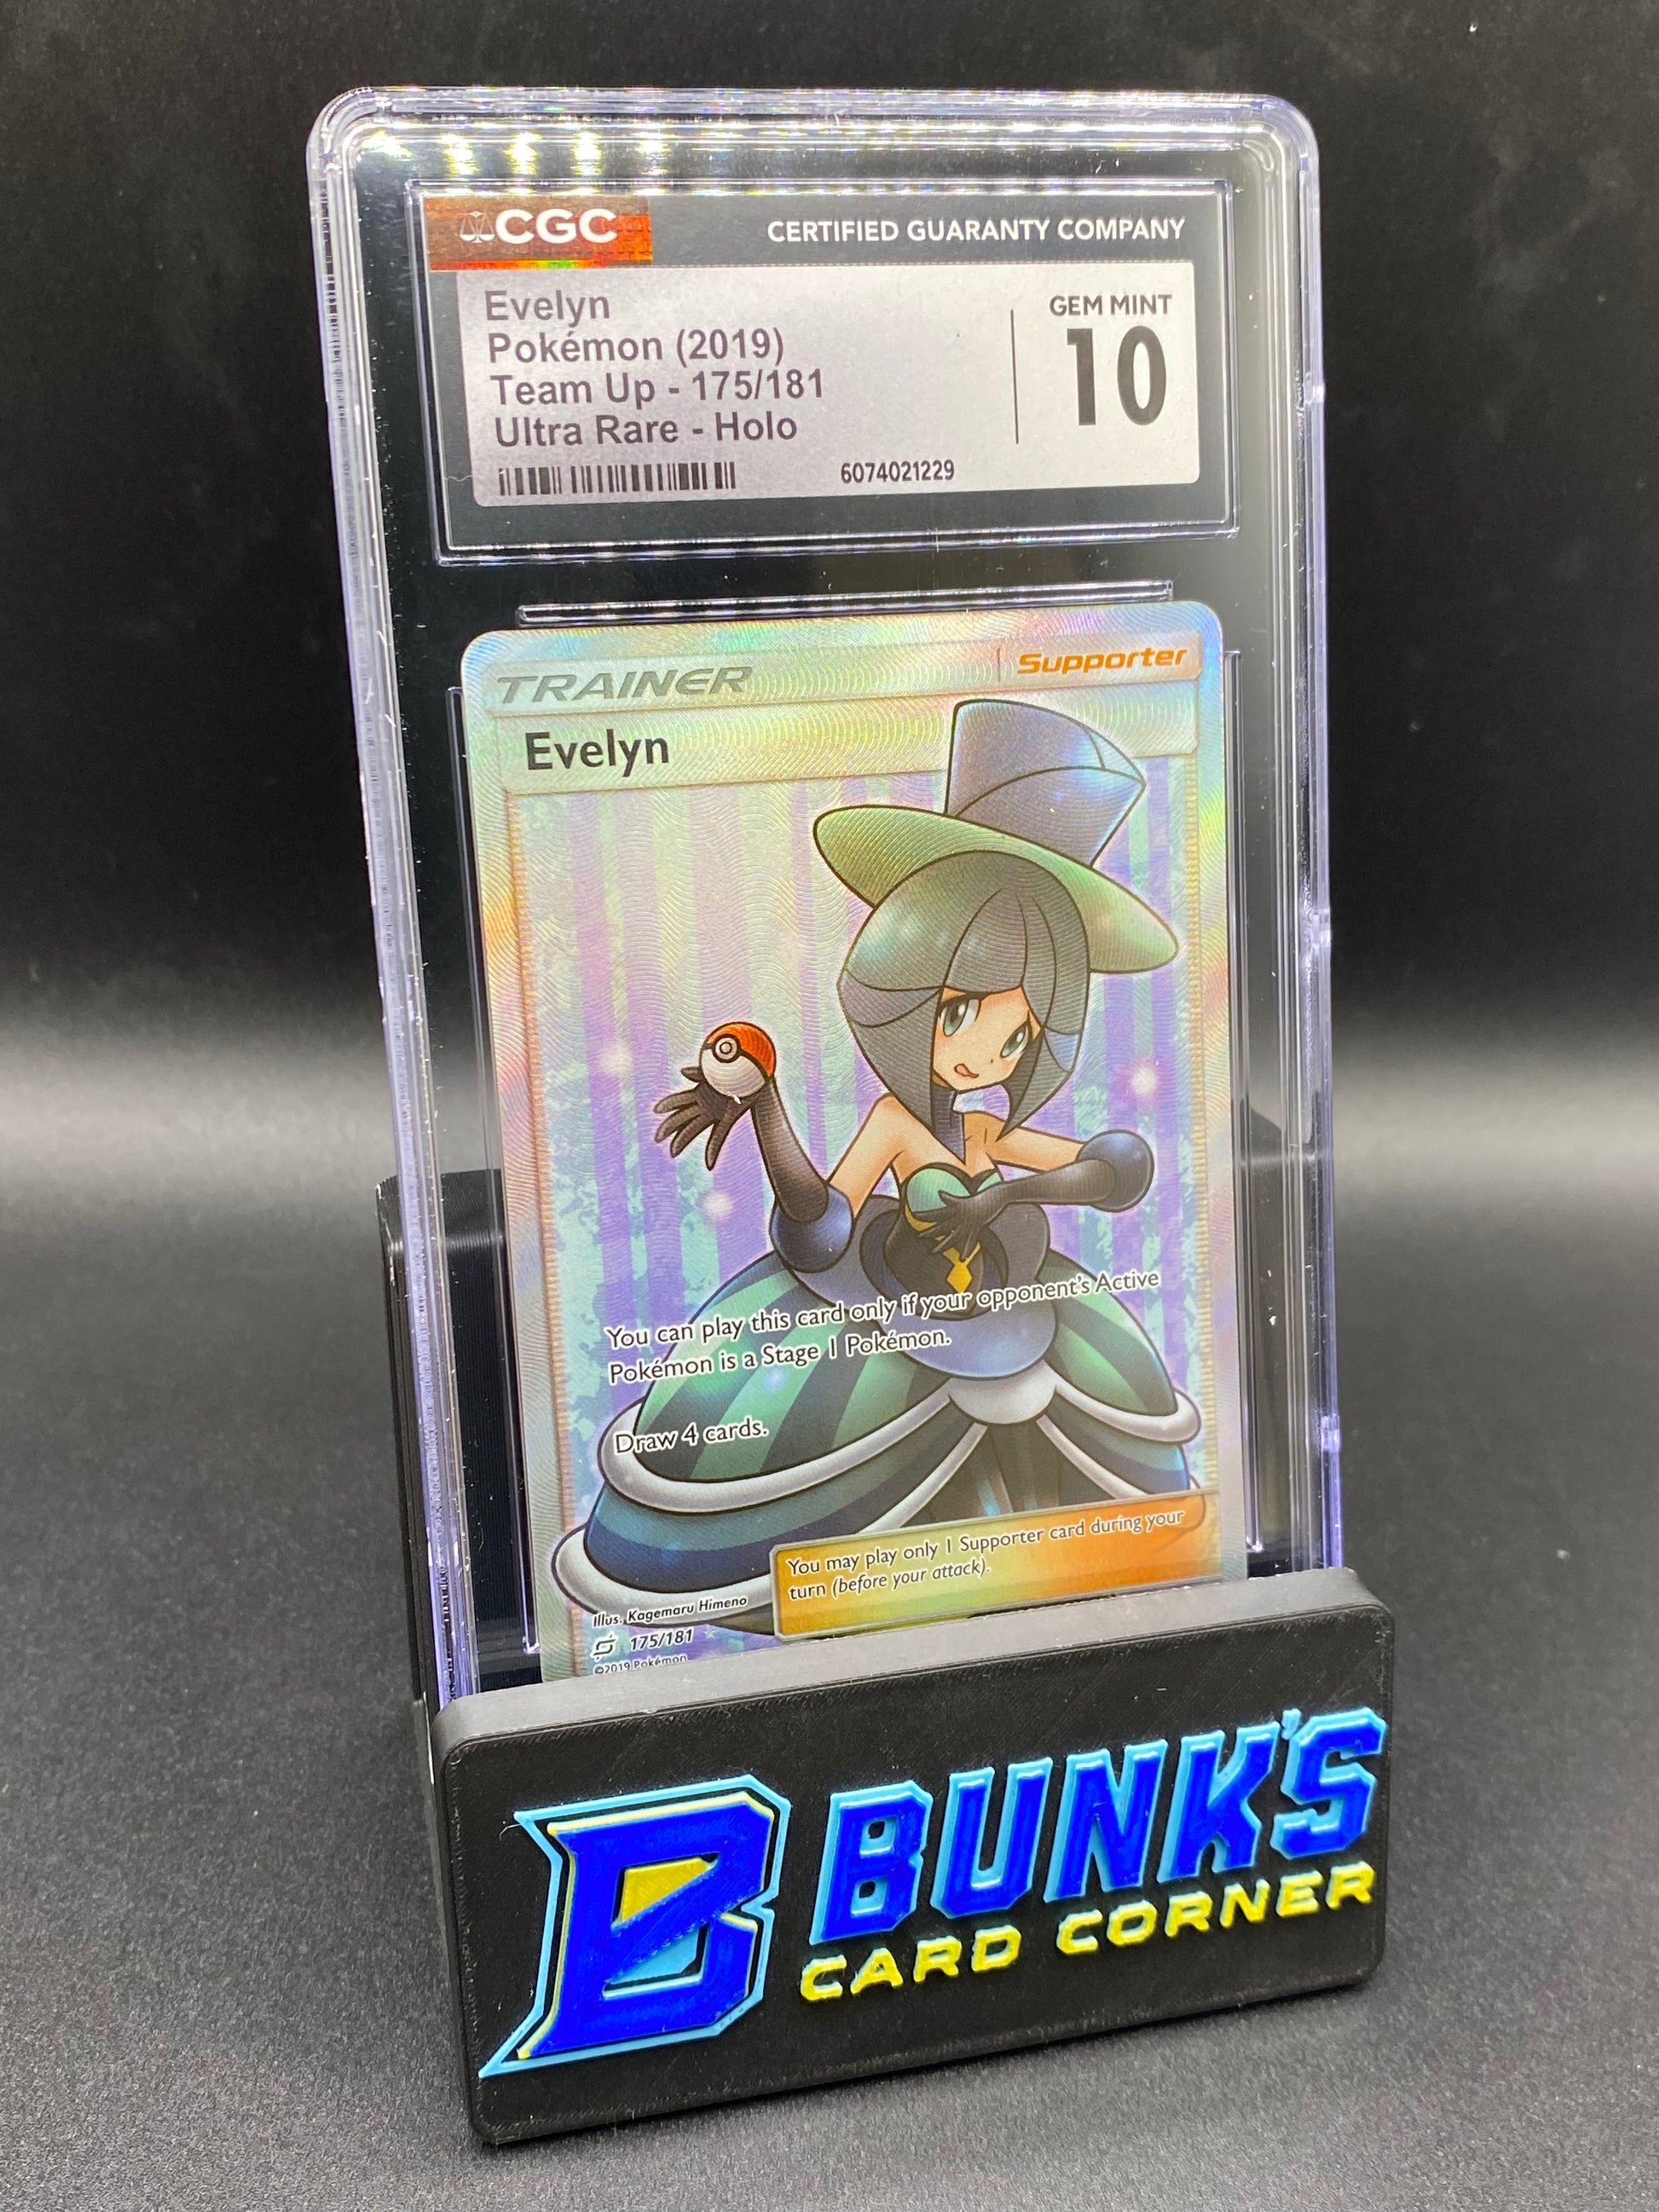 CGC
CERTIFIED GUARANTY COMPANY
Evelyn
Pokémon (2019)
Team Up - 175/181
Ultra Rare - Holo
GEM MINT
10
6074021229
TRAINER
Supporter
Evelyn
You can play this card only if your opponent's Active
Pokémon is a Stage 1 Pokémon.
Draw 4 cards.
You may play only 1 Supporter card during your
turn (before your attack).
Illus. Kagemaru Himeno
175/181
©2019 Pokémon
B
BUNK'S
CARD CORNER